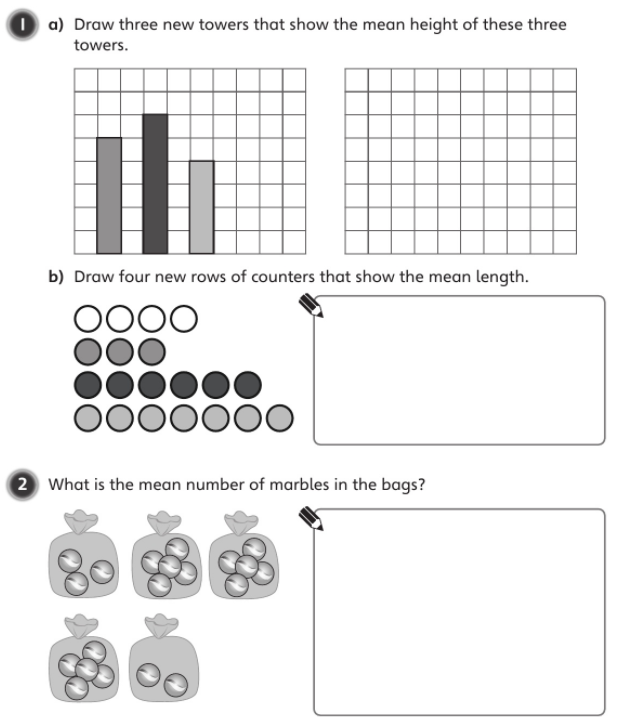 1 a) Draw three new towers that show the mean height of these three
towers.
b) Draw four new rows of counters that show the mean length.
2 What is the mean number of marbles in the bags?